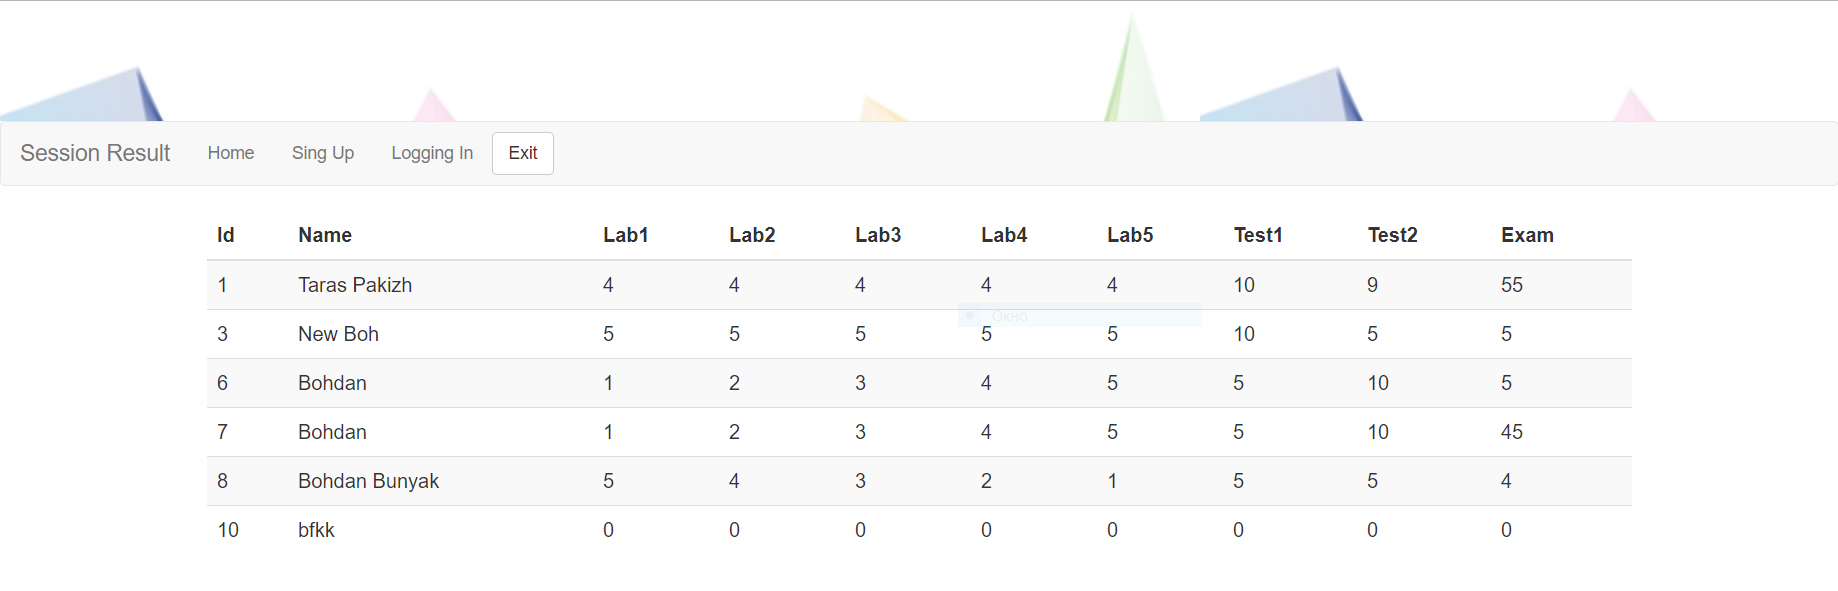 Session Result Home Sing Up Logging In Exit
Id Name Lab1 Lab2 Lab3 Lab4 Lab5 Test1 Test2 Exam
1 Taras Pakizh 4 4 4 4 4 10 9 55
Окно
3 New Boh 5 5 5 5 5 10 5 5
6 Bohdan 1 2 3 4 5 5 10 5
7 Bohdan 1 2 3 4 5 5 10 45
8 Bohdan Bunyak 5 4 3 2 1 5 5 4
10 bfkk 0 0 0 0 0 0 0 0